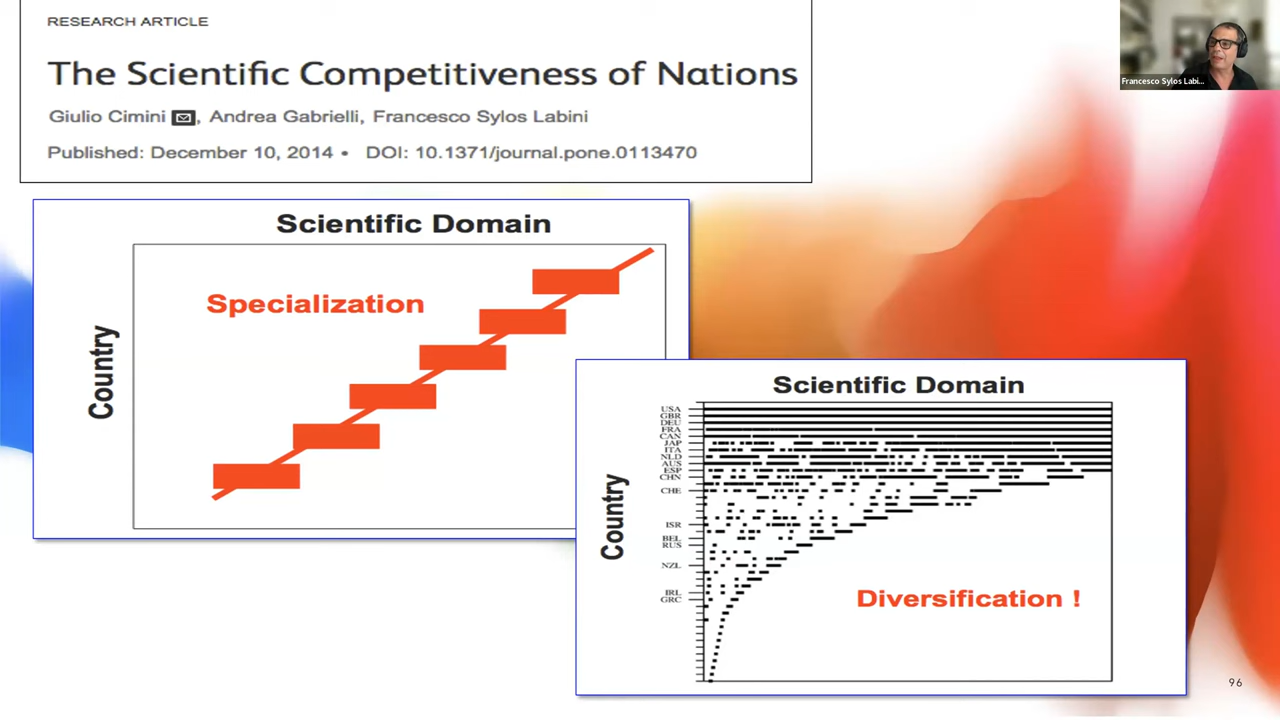 RESEARCH ARTICLE
The Scientific Competitiveness of Nations
Giulio Cimini , Andrea Gabrielli, Francesco Sylos Labini
Published: December 10, 2014 • DOI: 10.1371/journal.pone.0113470
Francesco Sylos Labi...
Scientific Domain
Specialization
Country
Scientific Domain
USA
GBR
DEU
FRA
CAN
JAP
ITA
NLD
AUS
ESP
CHN
CHE
ISR
BEL
RUS
NZL
IRL
GRC
Country
Diversification !
96